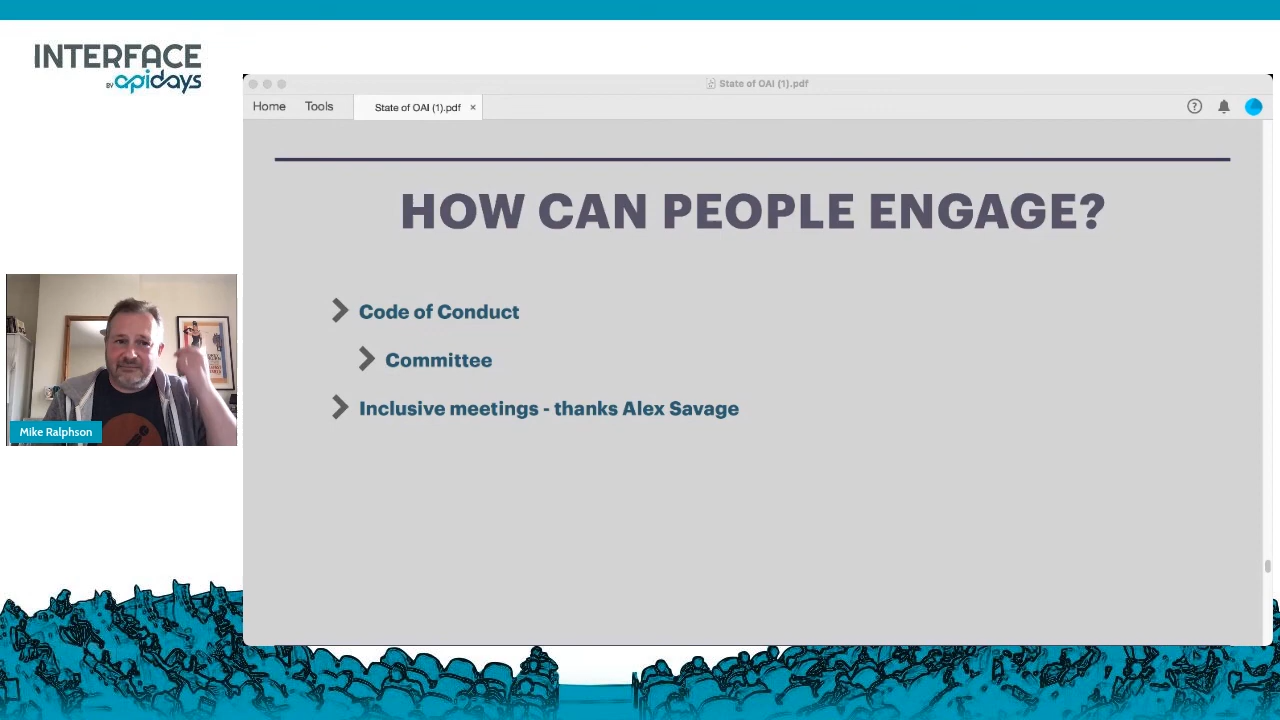 INTERFACE
BY apidays
State of OAI (1).pdf
Home Tools State of OAI (1).pdf ×
HOW CAN PEOPLE ENGAGE?
Code of Conduct
Committee
Inclusive meetings - thanks Alex Savage
Mike Ralphson